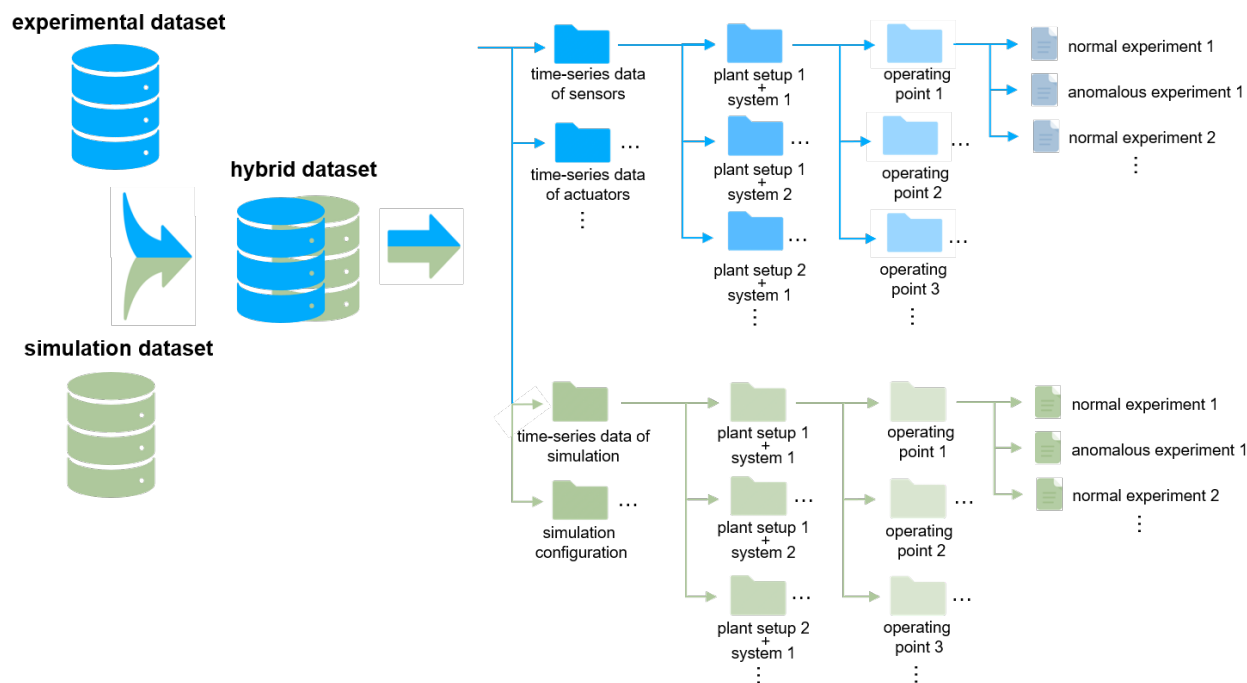 experimental dataset
hybrid dataset
simulation dataset
time-series data
of sensors
time-series data
of actuators
⋮
...
plant setup 1
+
system 1
plant setup 1
+
system 2
...
plant setup 2
+
system 1
...
⋮
operating
point 1
operating
point 2
...
operating
point 3
...
⋮
normal experiment 1
anomalous experiment 1
normal experiment 2
⋮
time-series data of
simulation
simulation
configuration
...
plant setup 1
+
system 1
plant setup 1
+
system 2
...
plant setup 2
+
system 1
...
⋮
operating
point 1
operating
point 2
...
operating
point 3
...
⋮
normal experiment 1
anomalous experiment 1
normal experiment 2
⋮